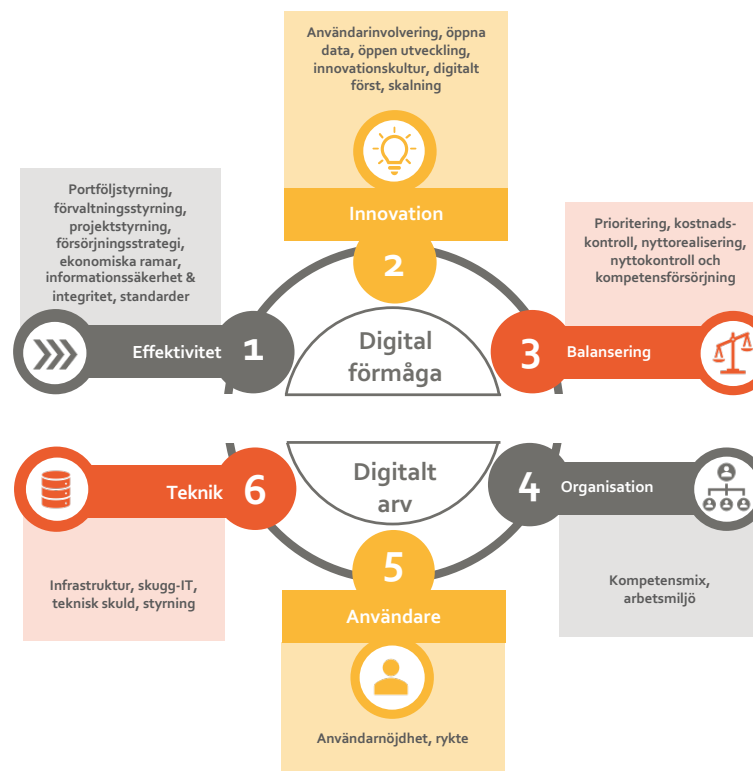 Användarinvolvering, öppna
data, öppen utveckling,
innovationskultur, digitalt
först, skalning
Innovation
2
Portföljstyrning,
förvaltningsstyrning,
projektstyrning,
försörjningsstrategi,
ekonomiska ramar,
informationssäkerhet &
integritet, standarder
Effektivitet
1
Prioritering, kostnads-
kontroll, nyttorealisering,
nyttokontroll och
kompetensförsörjning
3
Balansering
Digital
förmåga
Digitalt
arv
Teknik
6
Infrastruktur, skugg-IT,
teknisk skuld, styrning
4
Organisation
Kompetensmix,
arbetsmiljö
5
Användare
Användarnöjdhet, rykte